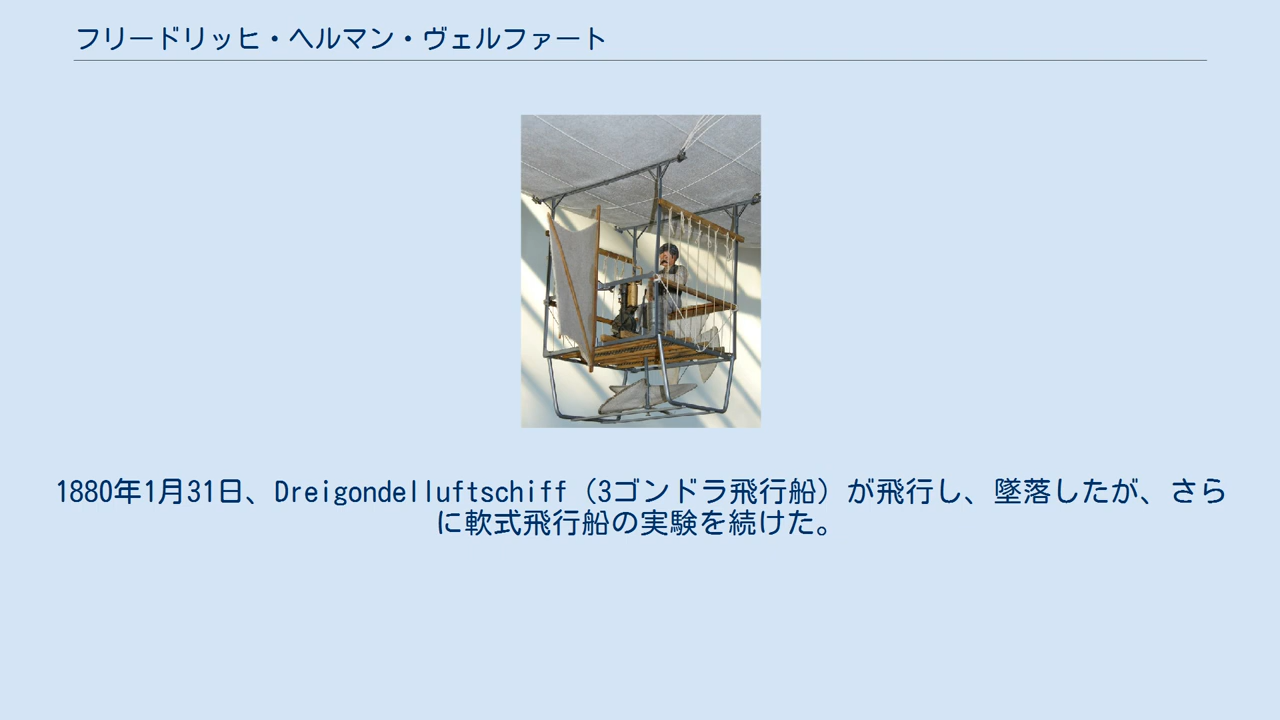 フリードリッヒ・ヘルマン・ヴェルファート
1880年1月31日、Dreigondelluftschiff（3ゴンドラ飛行船）が飛行し、墜落したが、さら
に軟式飛行船の実験を続けた。